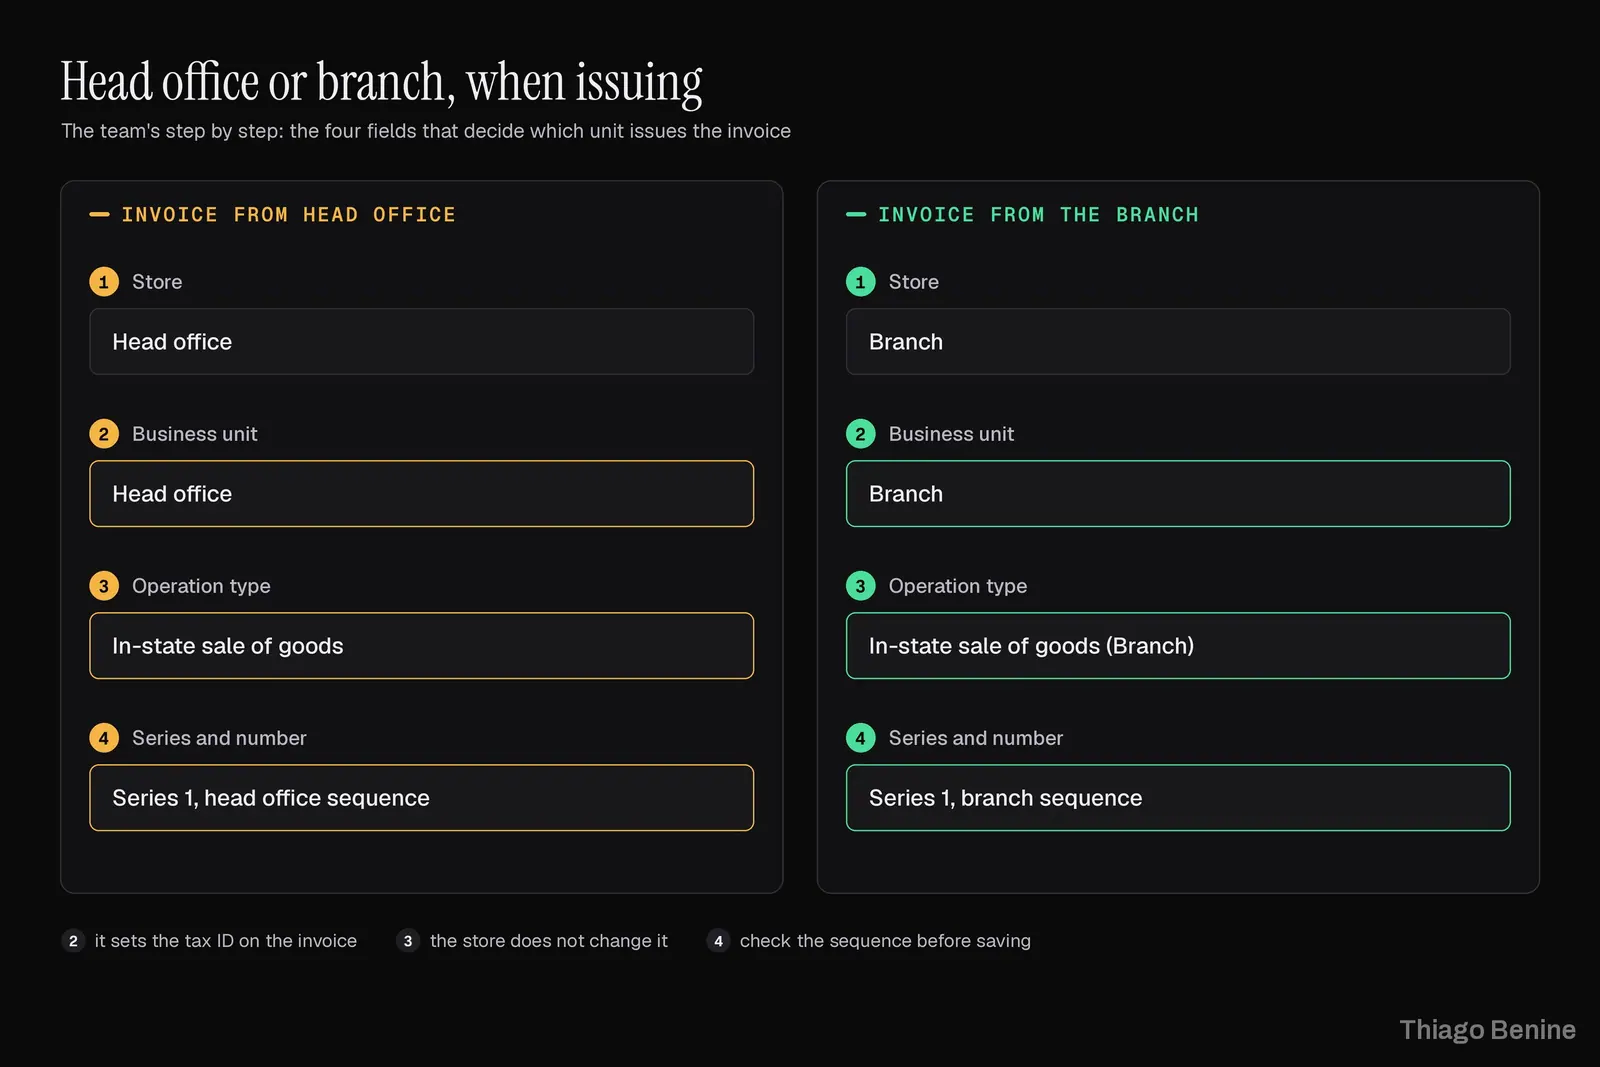 Head office or branch, when issuing
The team's step by step: the four fields that decide which unit issues the invoice
INVOICE FROM HEAD OFFICE
1 Store
Head office
2 Business unit
Head office
3 Operation type
In-state sale of goods
4 Series and number
Series 1, head office sequence
INVOICE FROM THE BRANCH
1 Store
Branch
2 Business unit
Branch
3 Operation type
In-state sale of goods (Branch)
4 Series and number
Series 1, branch sequence
2 it sets the tax ID on the invoice
3 the store does not change it
4 check the sequence before saving
Thiago Benine